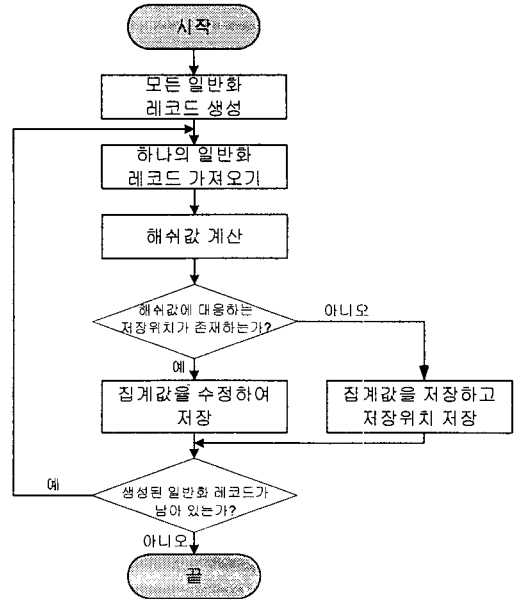 시작
모든 일반화
레코드 생성
하나의 일반화
레코드 가져오기
해쉬값 계산
해쉬값에 대응하는
저장위치가 존재하는가?
아니오
예
집계값을 수정하여
저장
집계값을 저장하고
저장위치 저장
예
생성된 일반화 레코드가
남아 있는가?
아니오
끝